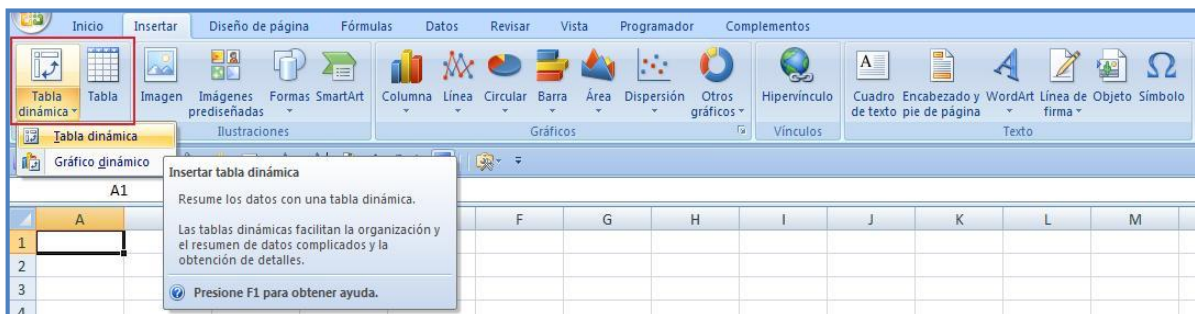 Inicio Insertar Diseño de página Fórmulas Datos Revisar Vista Programador Complementos
Tabla dinámica
Tabla
Imagen
Imágenes prediseñadas
Formas
SmartArt
Columna
Línea
Circular
Barra
Área
Dispersión
Otros gráficos
Hipervínculo
A
Cuadro de texto
Encabezado y pie de página
A
WordArt
Línea de firma
Objeto
Ω
Símbolo
Ilustraciones
Gráficos
Vínculos
Texto
Tabla dinámica
Gráfico dinámico
Insertar tabla dinámica
Resume los datos con una tabla dinámica.
Las tablas dinámicas facilitan la organización y
el resumen de datos complicados y la
obtención de detalles.
Presione F1 para obtener ayuda.
A1
A F G H I J K L M
1
2
3
4